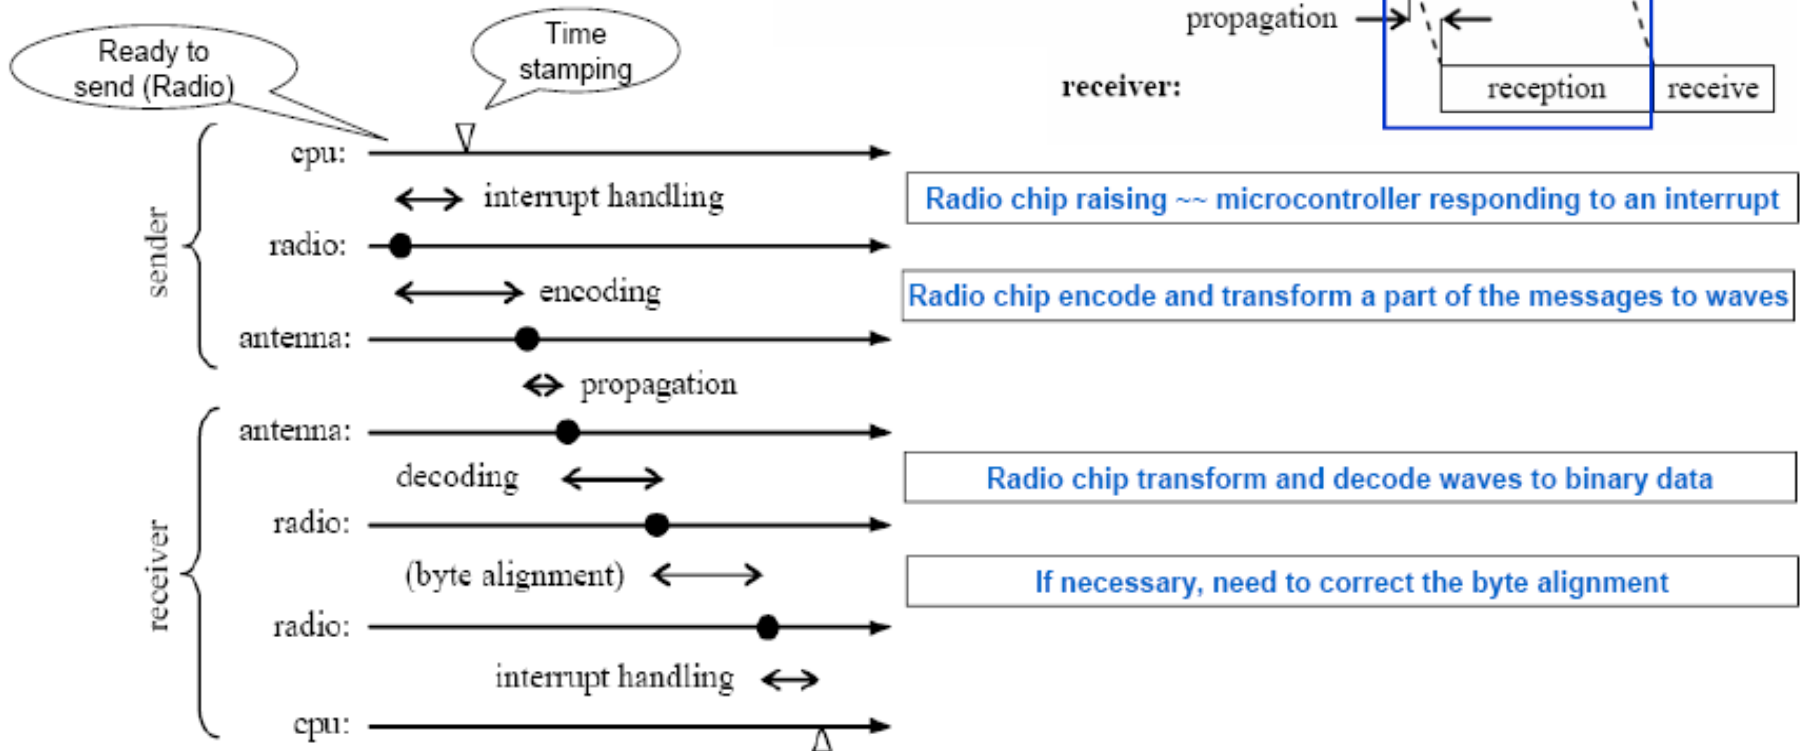 Ready to
send (Radio)
Time
stamping
propagation
receiver:
reception
receive
sender
cpu:
interrupt handling
Radio chip raising ~~ microcontroller responding to an interrupt
radio:
encoding
Radio chip encode and transform a part of the messages to waves
antenna:
propagation
receiver
antenna:
decoding
Radio chip transform and decode waves to binary data
radio:
(byte alignment)
If necessary, need to correct the byte alignment
radio:
interrupt handling
cpu: